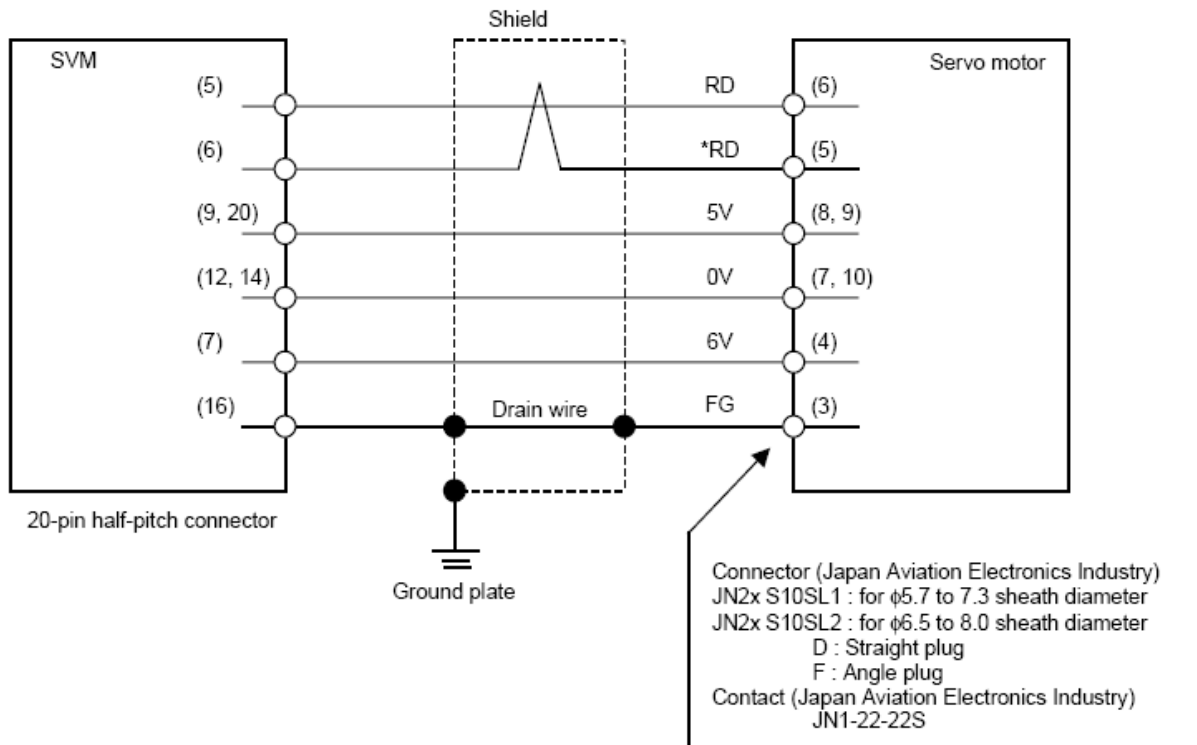 Shield
SVM
Servo motor
(5) RD (6)
(6) *RD (5)
(9, 20) 5V (8, 9)
(12, 14) 0V (7, 10)
(7) 6V (4)
(16) Drain wire FG (3)
20-pin half-pitch connector
Ground plate
Connector (Japan Aviation Electronics Industry)
JN2x S10SL1 : for ϕ5.7 to 7.3 sheath diameter
JN2x S10SL2 : for ϕ6.5 to 8.0 sheath diameter
D : Straight plug
F : Angle plug
Contact (Japan Aviation Electronics Industry)
JN1-22-22S